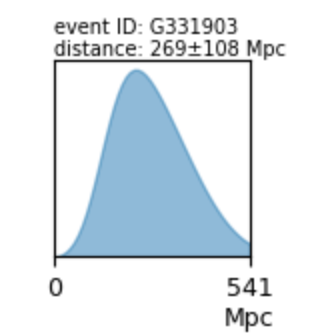 event ID: G331903
distance: 269±108 Mpc
0 541
Mpc